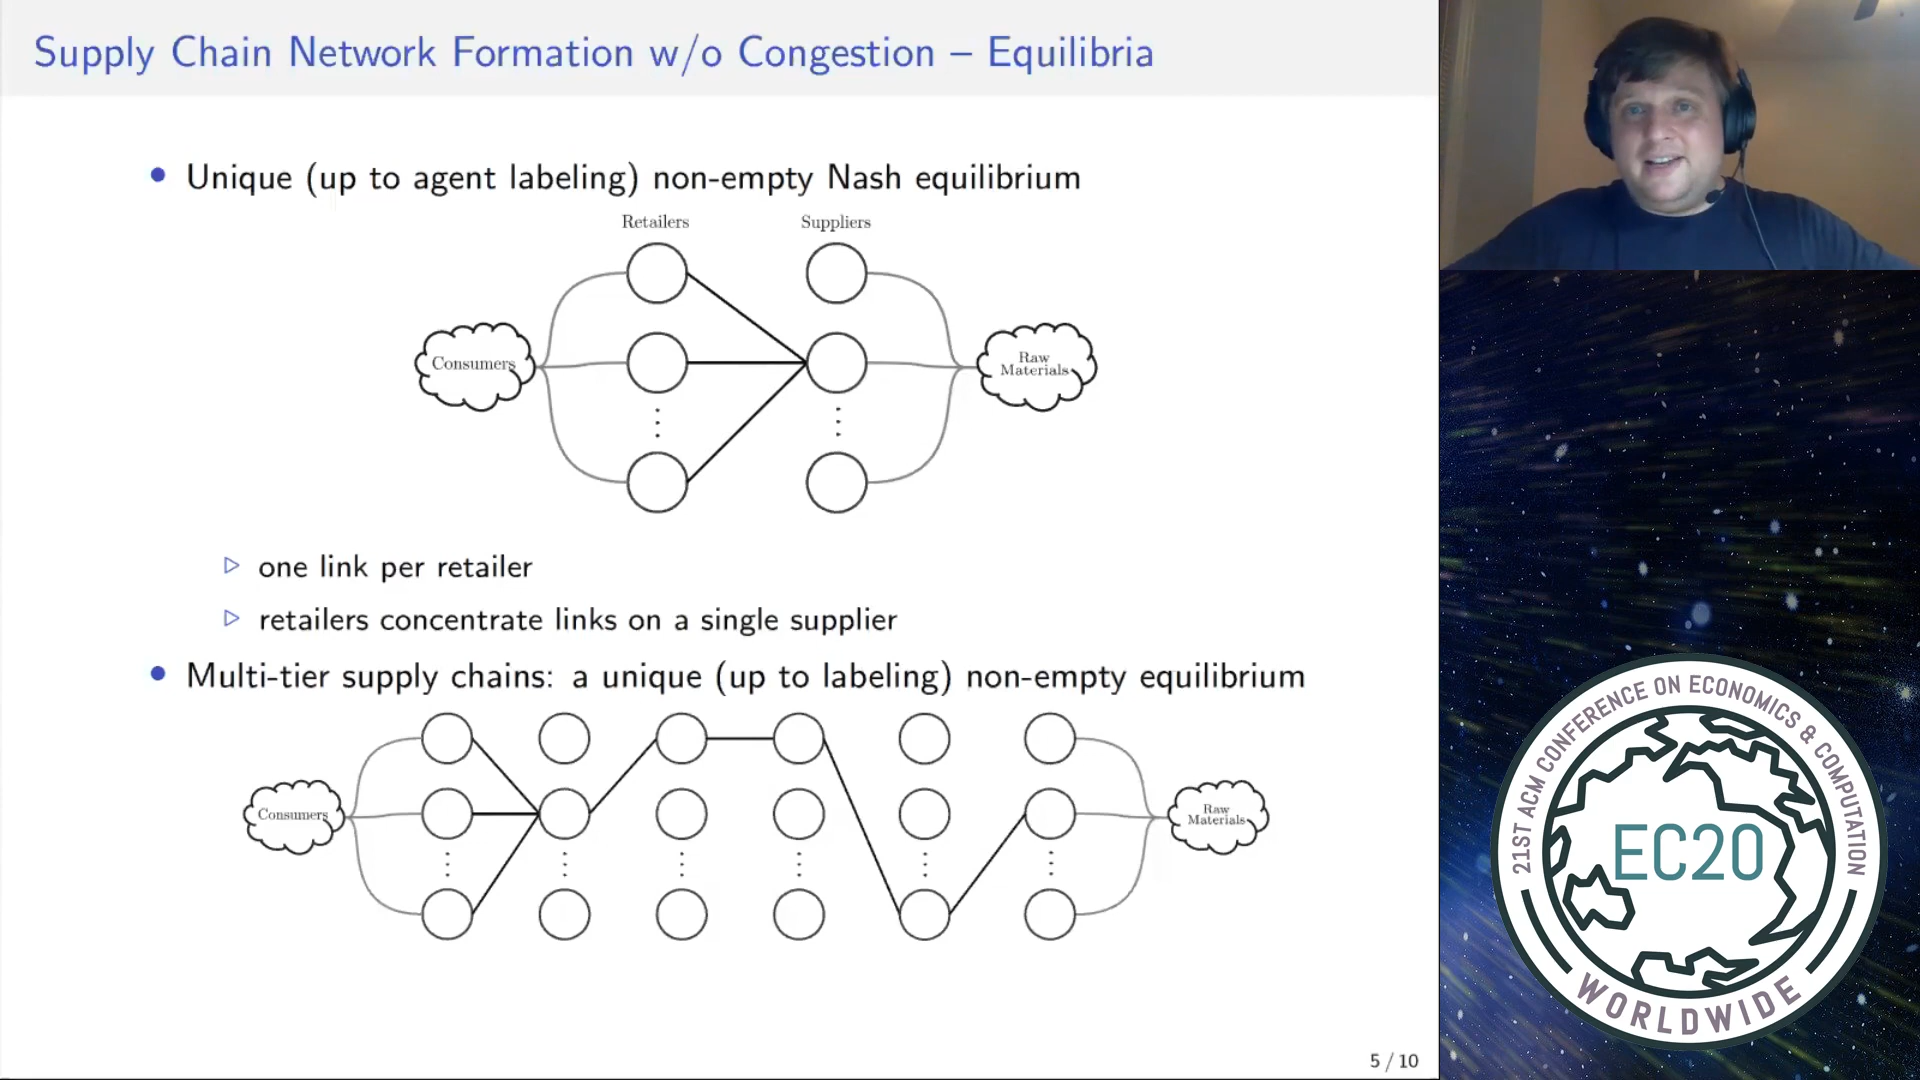 Supply Chain Network Formation w/o Congestion – Equilibria
• Unique (up to agent labeling) non-empty Nash equilibrium
Retailers
Suppliers
Consumers
Raw
Materials
▷ one link per retailer
▷ retailers concentrate links on a single supplier
• Multi-tier supply chains: a unique (up to labeling) non-empty equilibrium
Consumers
Raw
Materials
5 / 10
21ST ACM CONFERENCE ON ECONOMICS & COMPUTATION
EC20
WORLDWIDE